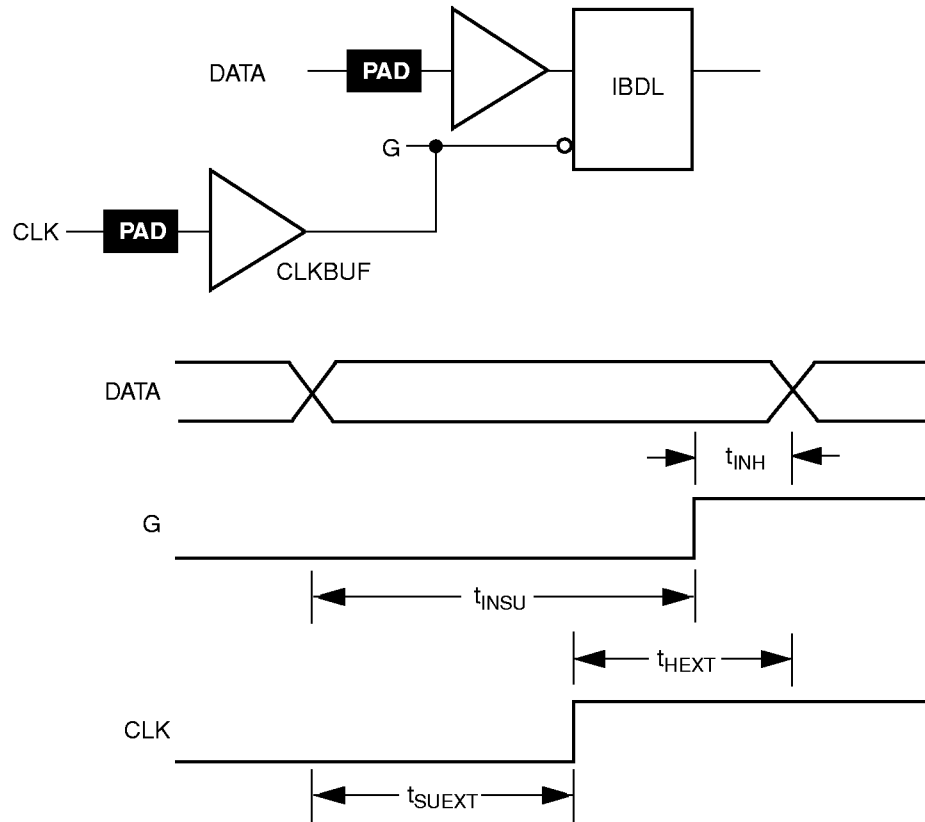 DATA
PAD
IBDL
G
CLK
PAD
CLKBUF
DATA
tINH
G
tINSU
tHEXT
CLK
tSUEXT